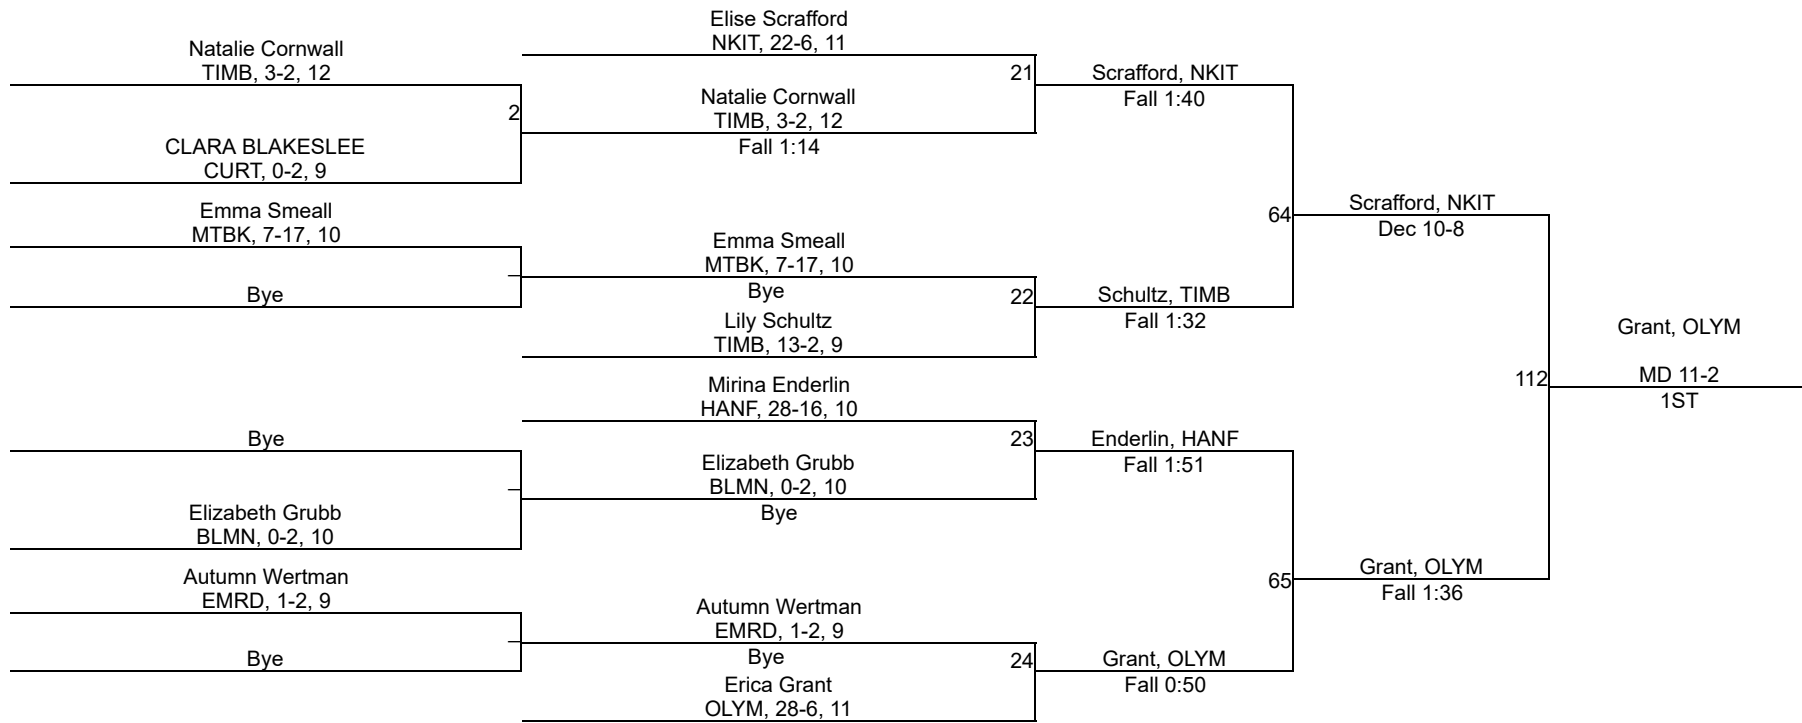 Natalie Cornwall
TIMB, 3-2, 12
2
CLARA BLAKESLEE
CURT, 0-2, 9
Emma Smeall
MTBK, 7-17, 10
Bye
Bye
Elizabeth Grubb
BLMN, 0-2, 10
Autumn Wertman
EMRD, 1-2, 9
Bye
Elise Scrafford
NKIT, 22-6, 11
21
Natalie Cornwall
TIMB, 3-2, 12
Fall 1:14
Emma Smeall
MTBK, 7-17, 10
Bye
22
Lily Schultz
TIMB, 13-2, 9
Mirina Enderlin
HANF, 28-16, 10
23
Elizabeth Grubb
BLMN, 0-2, 10
Bye
Autumn Wertman
EMRD, 1-2, 9
Bye
24
Erica Grant
OLYM, 28-6, 11
Scrafford, NKIT
Fall 1:40
64
Schultz, TIMB
Fall 1:32
Enderlin, HANF
Fall 1:51
65
Grant, OLYM
Fall 0:50
Scrafford, NKIT
Dec 10-8
112
Grant, OLYM
Fall 1:36
Grant, OLYM
MD 11-2
1ST